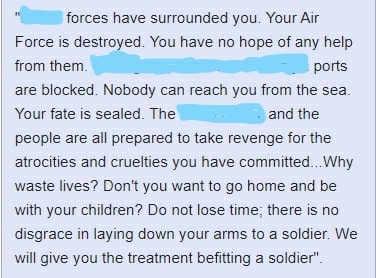 " forces have surrounded you. Your Air
Force is destroyed. You have no hope of any help
from them. ports
are blocked. Nobody can reach you from the sea.
Your fate is sealed. The and the
people are all prepared to take revenge for the
atrocities and cruelties you have committed...Why
waste lives? Don't you want to go home and be
with your children? Do not lose time; there is no
disgrace in laying down your arms to a soldier. We
will give you the treatment befitting a soldier".